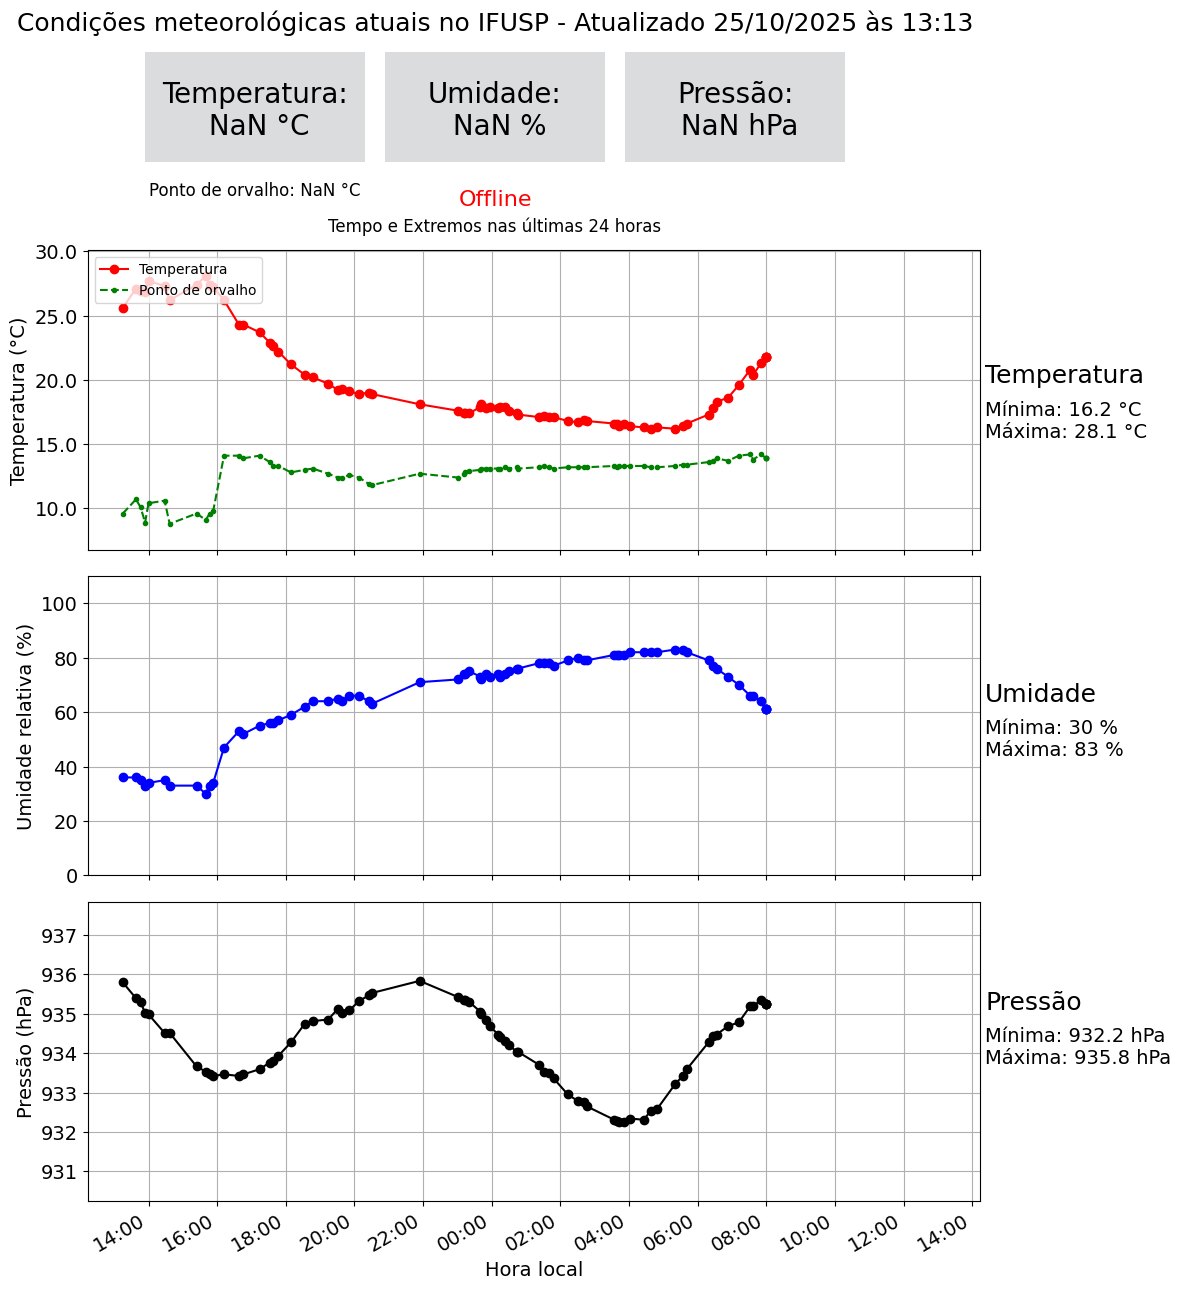 Condições meteorológicas atuais no IFUSP - Atualizado 25/10/2025 às 13:13
Temperatura:
NaN °C
Umidade:
NaN %
Pressão:
NaN hPa
Ponto de orvalho: NaN °C
Offline
Tempo e Extremos nas últimas 24 horas
Temperatura
Ponto de orvalho
30.0
25.0
20.0
15.0
10.0
Temperatura (°C)
Temperatura
Mínima: 16.2 °C
Máxima: 28.1 °C
100
80
60
40
20
0
Umidade relativa (%)
Umidade
Mínima: 30 %
Máxima: 83 %
937
936
935
934
933
932
931
Pressão (hPa)
Pressão
Mínima: 932.2 hPa
Máxima: 935.8 hPa
14:00 16:00 18:00 20:00 22:00 00:00 02:00 04:00 06:00 08:00 10:00 12:00 14:00
Hora local